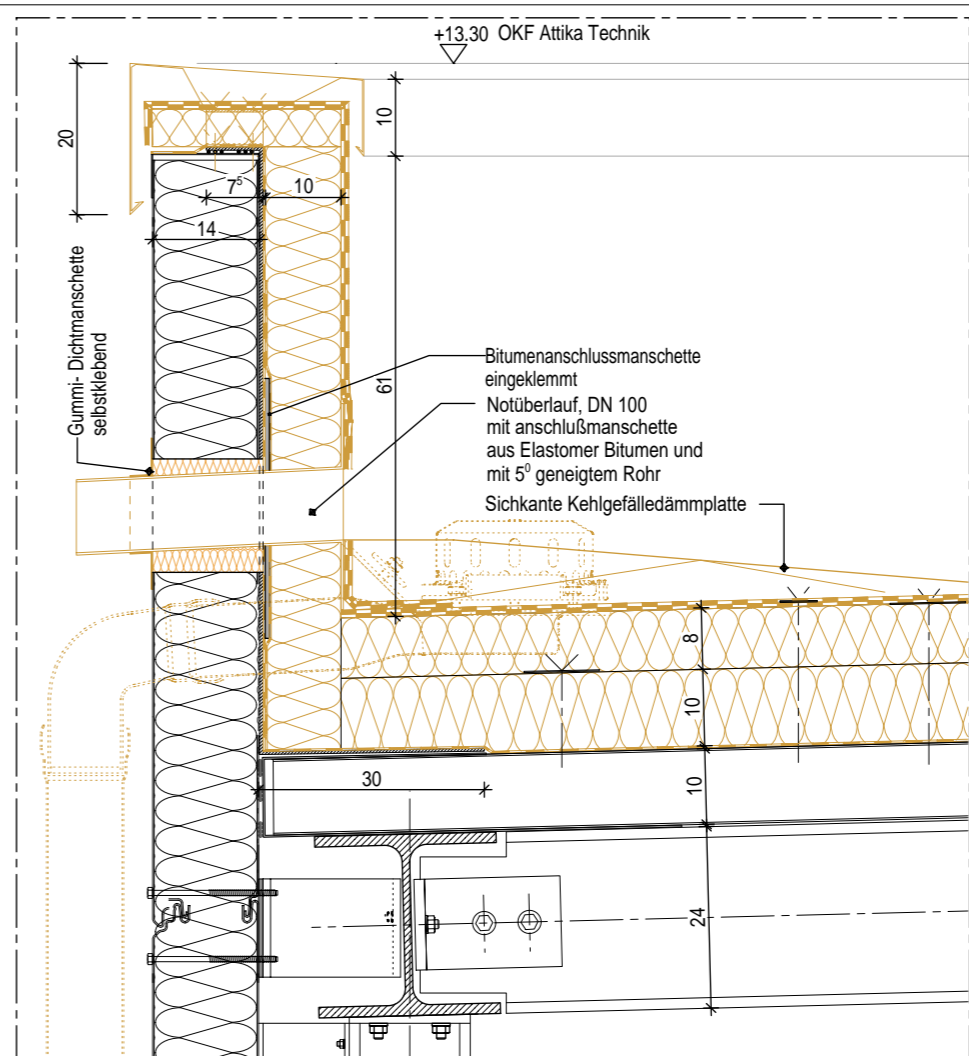 +13.30 OKF Attika Technik
20
10
7⁵
10
14
Gummi- Dichtmanschette
selbstklebend
61
Bitumenanschlussmanschette
eingeklemmt
Notüberlauf, DN 100
mit anschlußmanschette
aus Elastomer Bitumen und
mit 5⁰ geneigtem Rohr
Sichkante Kehlgefälledämmplatte
8
10
30
10
24